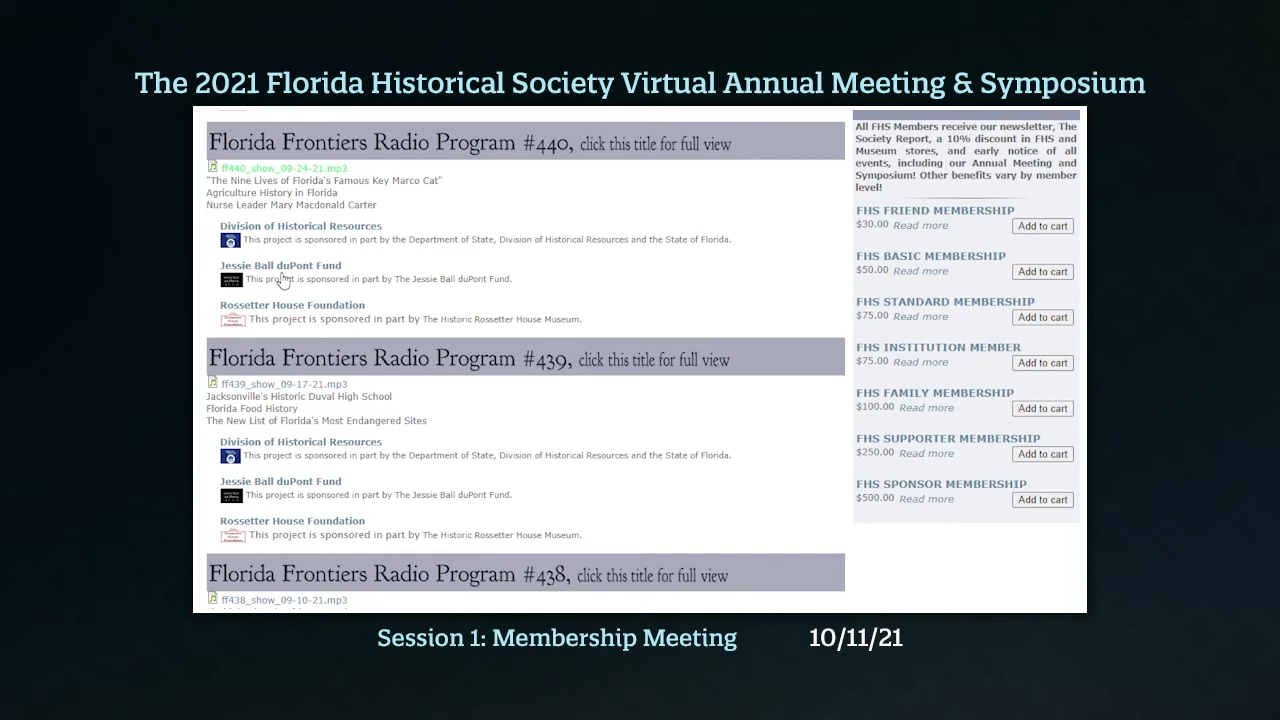 The 2021 Florida Historical Society Virtual Annual Meeting & Symposium
Florida Frontiers Radio Program #440, click this title for full view
ff440_show_09-24-21.mp3
"The Nine Lives of Florida's Famous Key Marco Cat"
Agriculture History in Florida
Nurse Leader Mary Macdonald Carter
Division of Historical Resources
This project is sponsored in part by the Department of State, Division of Historical Resources and the State of Florida.
Jessie Ball duPont Fund
This project is sponsored in part by The Jessie Ball duPont Fund.
Rossetter House Foundation
This project is sponsored in part by The Historic Rossetter House Museum.
Florida Frontiers Radio Program #439, click this title for full view
ff439_show_09-17-21.mp3
Jacksonville's Historic Duval High School
Florida Food History
The New List of Florida's Most Endangered Sites
Division of Historical Resources
This project is sponsored in part by the Department of State, Division of Historical Resources and the State of Florida.
Jessie Ball duPont Fund
This project is sponsored in part by The Jessie Ball duPont Fund.
Rossetter House Foundation
This project is sponsored in part by The Historic Rossetter House Museum.
Florida Frontiers Radio Program #438, click this title for full view
ff438_show_09-10-21.mp3
All FHS Members receive our newsletter, The
Society Report, a 10% discount in FHS and
Museum stores, and early notice of all
events, including our Annual Meeting and
Symposium! Other benefits vary by member
level!
FHS FRIEND MEMBERSHIP
$30.00 Read more Add to cart
FHS BASIC MEMBERSHIP
$50.00 Read more Add to cart
FHS STANDARD MEMBERSHIP
$75.00 Read more Add to cart
FHS INSTITUTION MEMBER
$75.00 Read more Add to cart
FHS FAMILY MEMBERSHIP
$100.00 Read more Add to cart
FHS SUPPORTER MEMBERSHIP
$250.00 Read more Add to cart
FHS SPONSOR MEMBERSHIP
$500.00 Read more Add to cart
Session 1: Membership Meeting 10/11/21